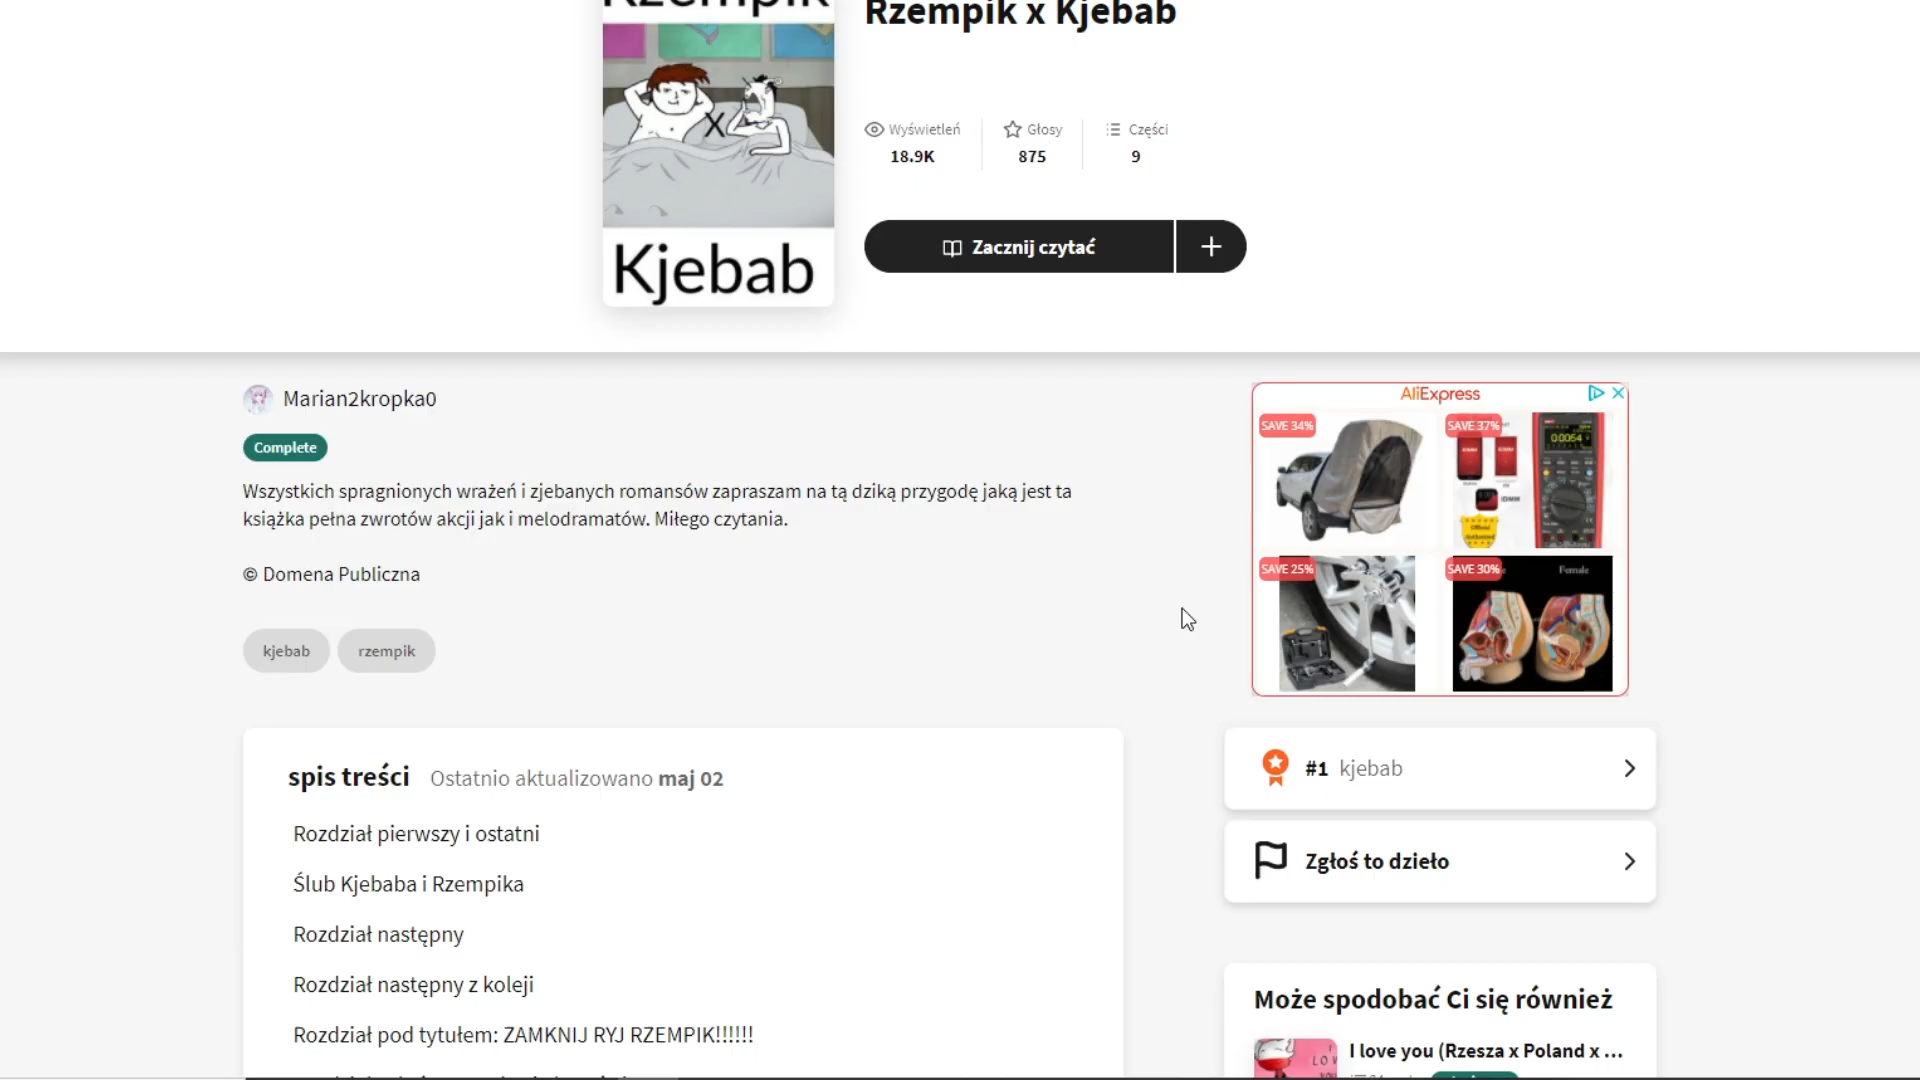 Rzempik
Rzempik x Kjebab
X
Wyświetleń
18.9K
Głosy
875
Części
9
Zacznij czytać
Kjebab
Marian2kropka0
Complete
Wszystkich spragnionych wrażeń i zjebanych romansów zapraszam na tą dziką przygodę jaką jest ta
książka pełna zwrotów akcji jak i melodramatów. Miłego czytania.
© Domena Publiczna
kjebab
rzempik
AliExpress
SAVE 34%
SAVE 37%
0.0054
SAVE 25%
SAVE 30%
Female
spis treści Ostatnio aktualizowano maj 02
Rozdział pierwszy i ostatni
Ślub Kjebaba i Rzempika
Rozdział następny
Rozdział następny z koleji
Rozdział pod tytułem: ZAMKNIJ RYJ RZEMPIK!!!!!!
#1 kjebab
Zgłoś to dzieło
Może spodobać Ci się również
I love you (Rzesza x Poland x ...